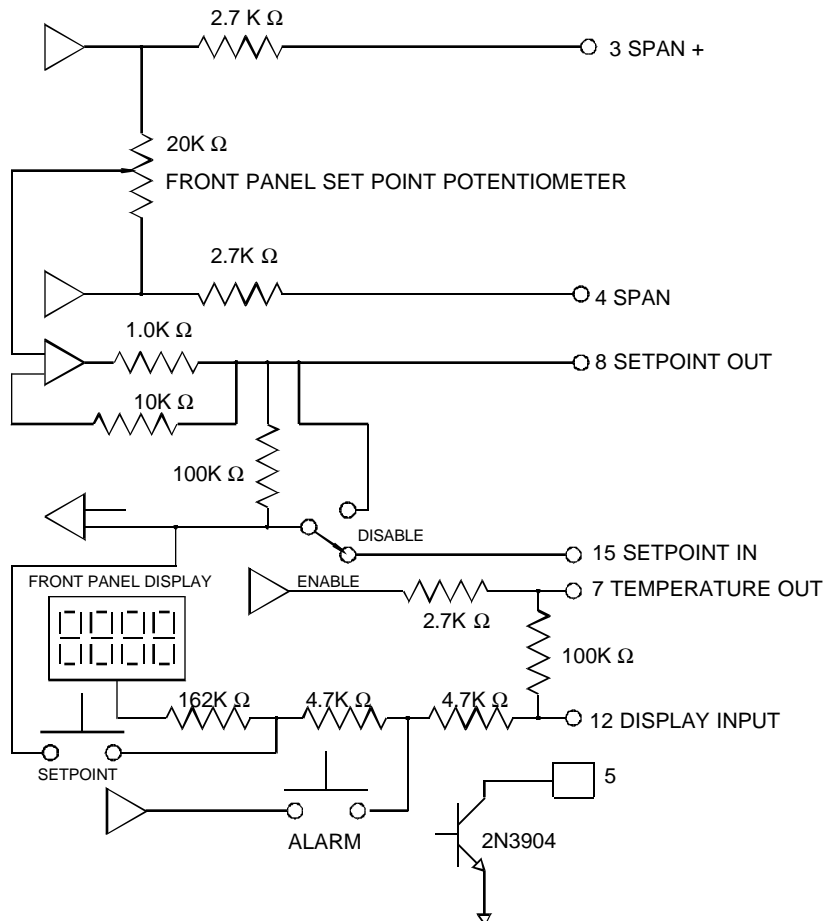 2.7 K Ω
3 SPAN +
20K Ω
FRONT PANEL SET POINT POTENTIOMETER
2.7K Ω
4 SPAN
1.0K Ω
8 SETPOINT OUT
10K Ω
100K Ω
DISABLE
15 SETPOINT IN
FRONT PANEL DISPLAY
ENABLE
7 TEMPERATURE OUT
2.7K Ω
100K Ω
162K Ω
4.7K Ω
4.7K Ω
12 DISPLAY INPUT
SETPOINT
5
ALARM
2N3904